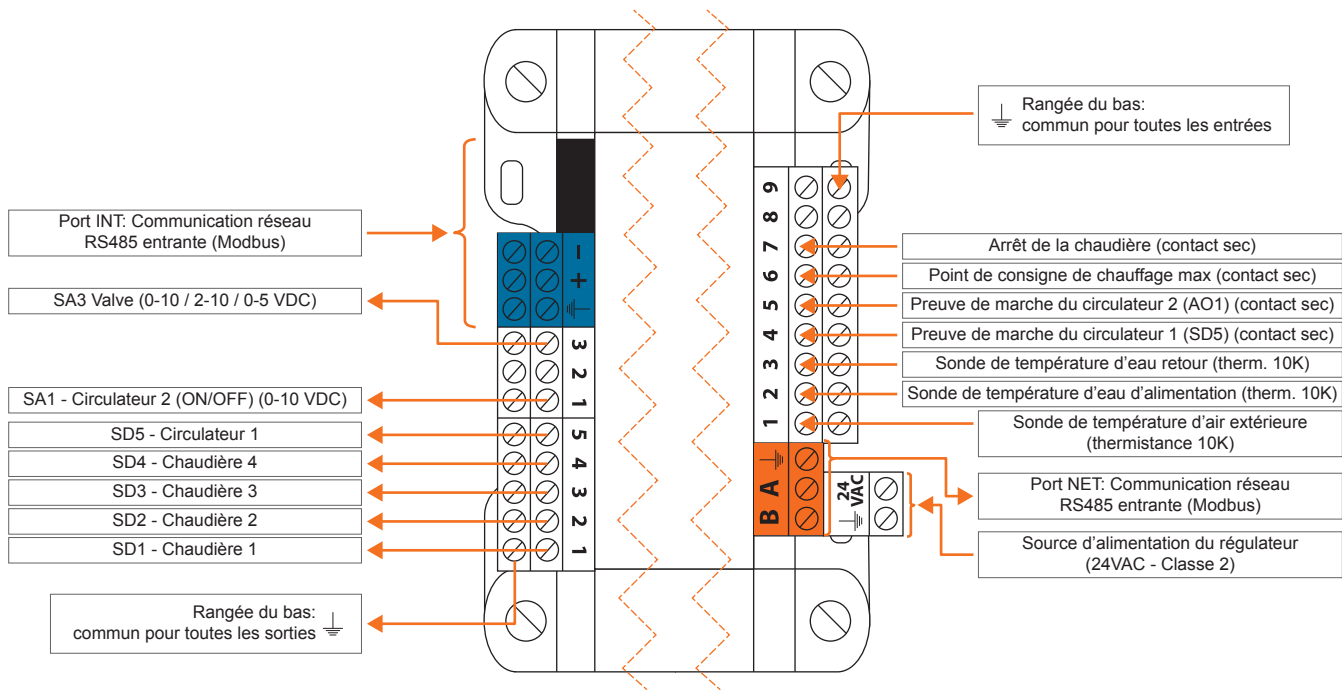 Port INT: Communication réseau
RS485 entrante (Modbus)
SA3 Valve (0-10 / 2-10 / 0-5 VDC)
SA1 - Circulateur 2 (ON/OFF) (0-10 VDC)
SD5 - Circulateur 1
SD4 - Chaudière 4
SD3 - Chaudière 3
SD2 - Chaudière 2
SD1 - Chaudière 1
Rangée du bas:
commun pour toutes les sorties
-
+
3
2
1
5
4
3
2
1
9
8
7
6
5
4
3
2
1
A
B
24
VAC
Rangée du bas:
commun pour toutes les entrées
Arrêt de la chaudière (contact sec)
Point de consigne de chauffage max (contact sec)
Preuve de marche du circulateur 2 (AO1) (contact sec)
Preuve de marche du circulateur 1 (SD5) (contact sec)
Sonde de température d'eau retour (therm. 10K)
Sonde de température d'eau d'alimentation (therm. 10K)
Sonde de température d'air extérieure
(thermistance 10K)
Port NET: Communication réseau
RS485 entrante (Modbus)
Source d'alimentation du régulateur
(24VAC - Classe 2)